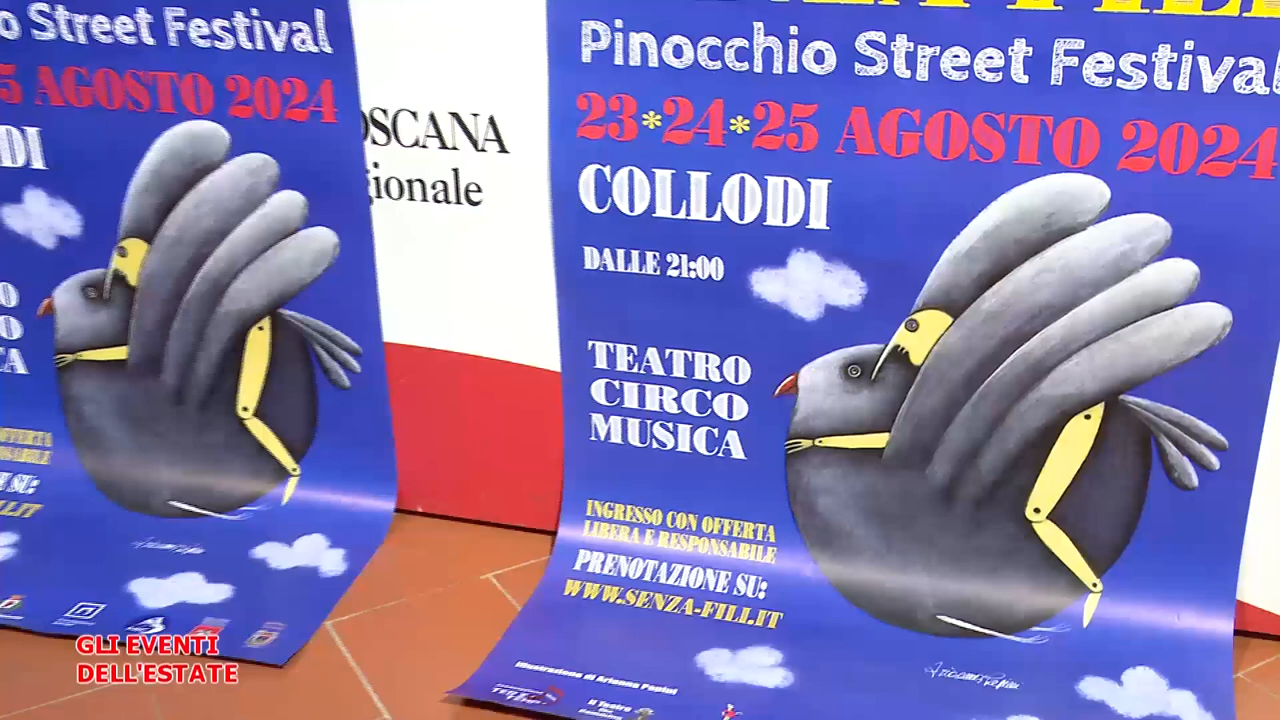 o Street Festival
5 AGOSTO 2024
DI
OSCANA
gionale
Pinocchio Street Festival
23*24*25 AGOSTO 2024
COLLODI
DALLE 21:00
TEATRO
CIRCO
MUSICA
INGRESSO CON OFFERTA
LIBERA E RESPONSABILE
PRENOTAZIONE SU:
WWW.SENZA-FILI.IT
Illustrazione di Arianna Papini
GLI EVENTI
DELL'ESTATE